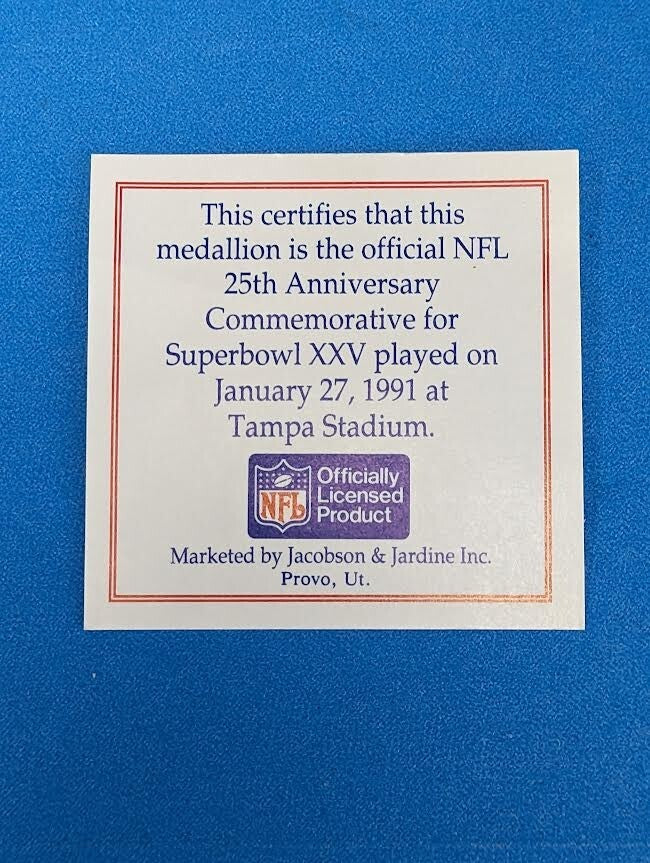 This certifies that this
medallion is the official NFL
25th Anniversary
Commemorative for
Superbowl XXV played on
January 27, 1991 at
Tampa Stadium.
NFL
Officially
Licensed
Product
Marketed by Jacobson & Jardine Inc.
Provo, Ut.